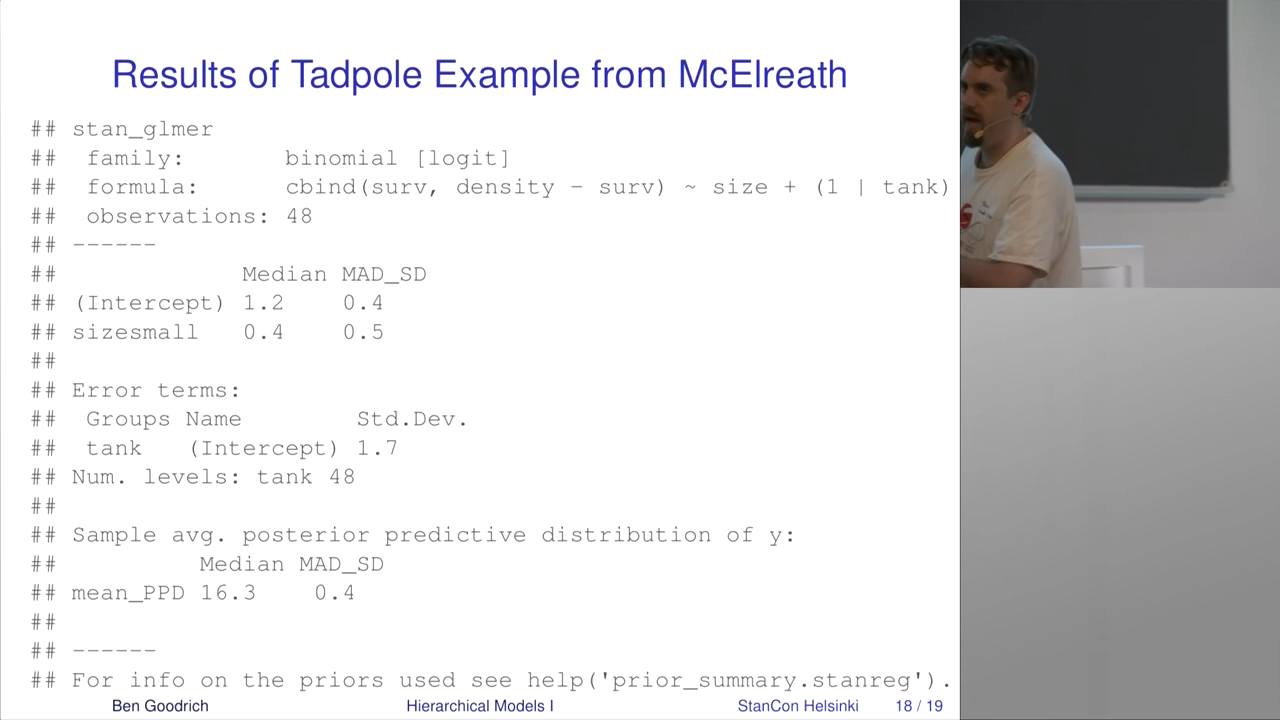 Results of Tadpole Example from McElreath
## stan_glmer
## family: binomial [logit]
## formula: cbind(surv, density - surv) ~ size + (1 | tank)
## observations: 48
## ------
## Median MAD_SD
## (Intercept) 1.2 0.4
## sizesmall 0.4 0.5
##
## Error terms:
## Groups Name Std.Dev.
## tank (Intercept) 1.7
## Num. levels: tank 48
##
## Sample avg. posterior predictive distribution of y:
## Median MAD_SD
## mean_PPD 16.3 0.4
##
## ------
## For info on the priors used see help('prior_summary.stanreg').
Ben Goodrich Hierarchical Models I StanCon Helsinki 18 / 19